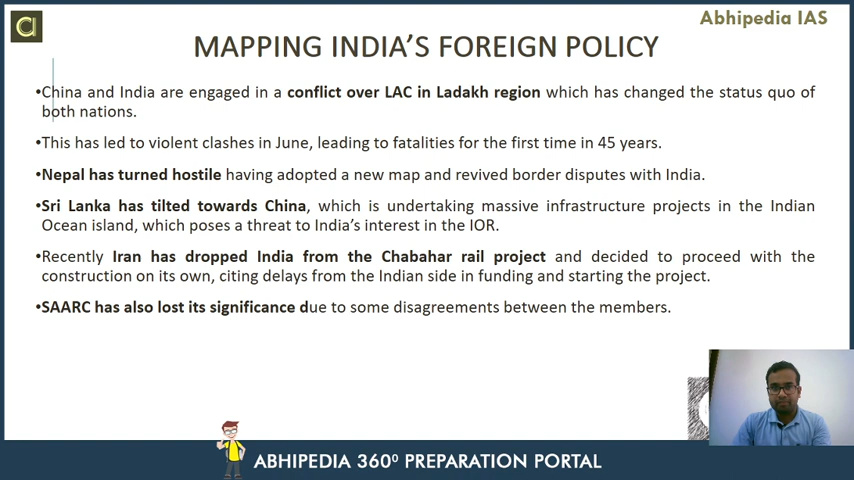 Abhipedia IAS
MAPPING INDIA'S FOREIGN POLICY
•China and India are engaged in a conflict over LAC in Ladakh region which has changed the status quo of
both nations.
•This has led to violent clashes in June, leading to fatalities for the first time in 45 years.
•Nepal has turned hostile having adopted a new map and revived border disputes with India.
•Sri Lanka has tilted towards China, which is undertaking massive infrastructure projects in the Indian
Ocean island, which poses a threat to India's interest in the IOR.
•Recently Iran has dropped India from the Chabahar rail project and decided to proceed with the
construction on its own, citing delays from the Indian side in funding and starting the project.
•SAARC has also lost its significance due to some disagreements between the members.
ABHIPEDIA 360⁰ PREPARATION PORTAL